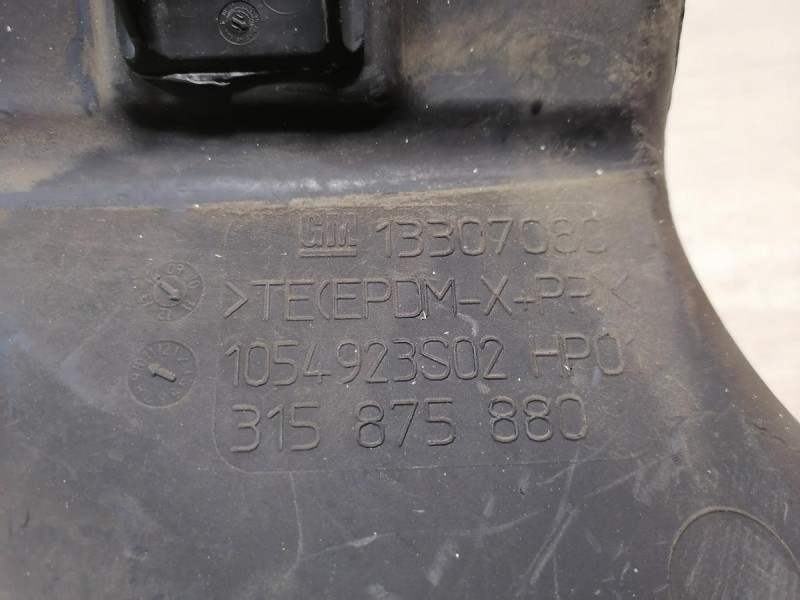 GM 13307080
>TE(EPDM-X+PP)<
1054923S02 HP01
315 875 880